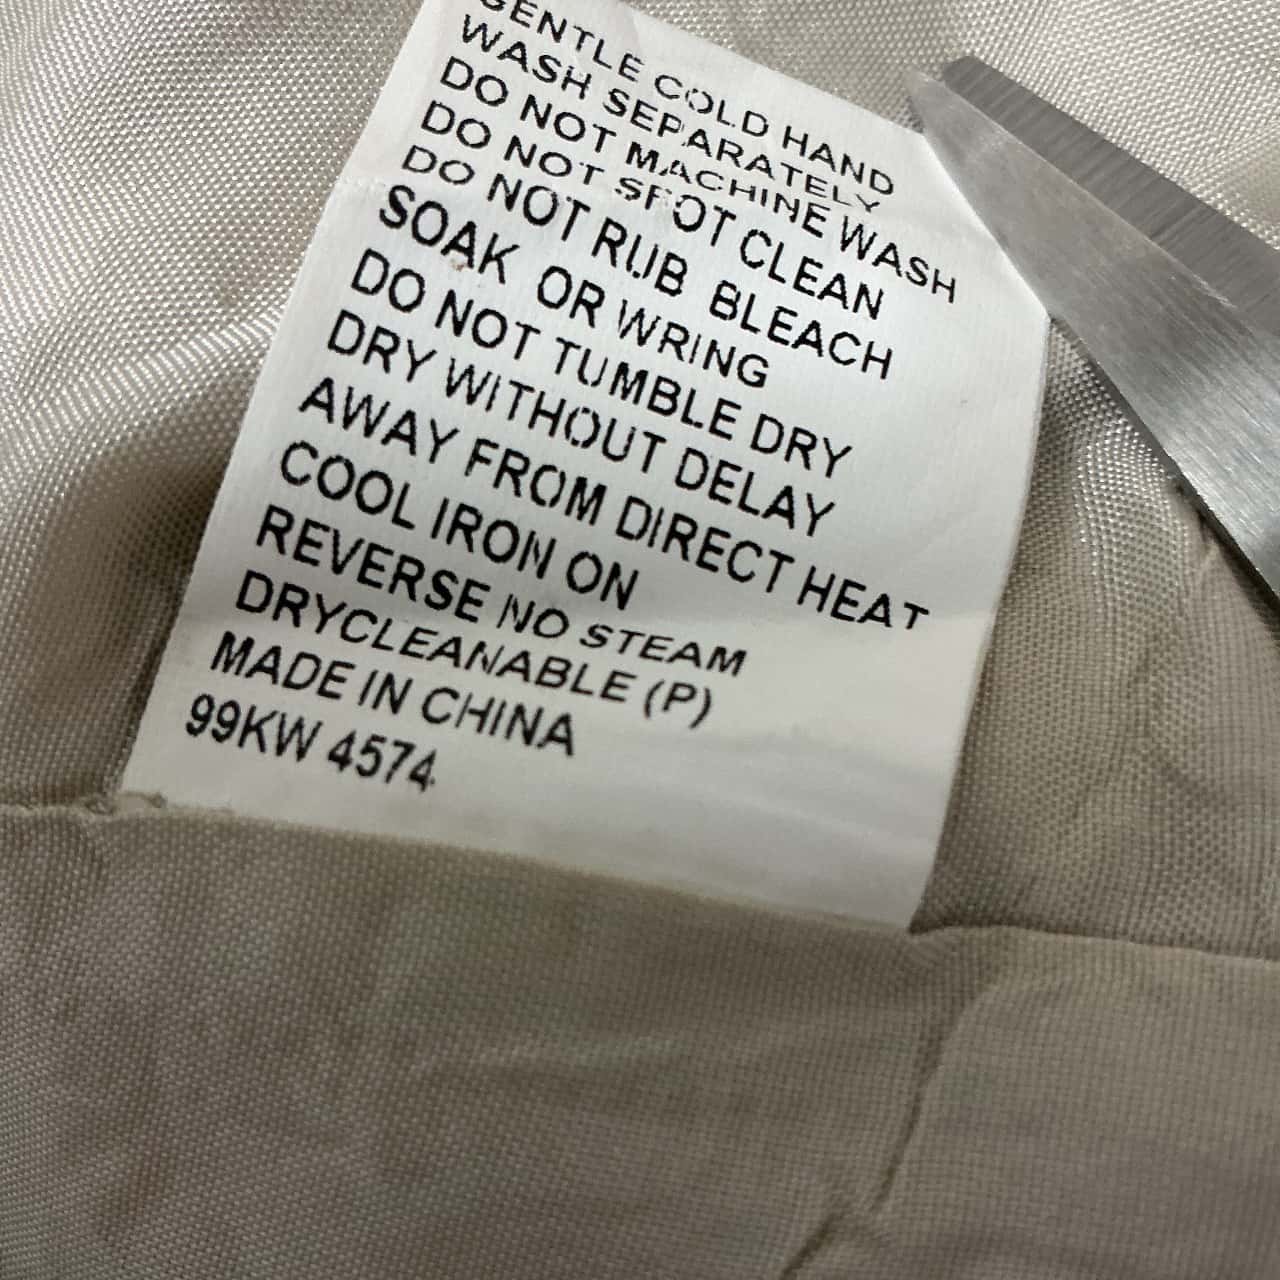 GENTLE COLD HAND
WASH SEPARATELY
DO NOT MACHINE WASH
DO NOT SPOT CLEAN
DO NOT RUB BLEACH
SOAK OR WRING
DO NOT TUMBLE DRY
DRY WITHOUT DELAY
AWAY FROM DIRECT HEAT
COOL IRON ON
REVERSE NO STEAM
DRYCLEANABLE (P)
MADE IN CHINA
99KW 4574